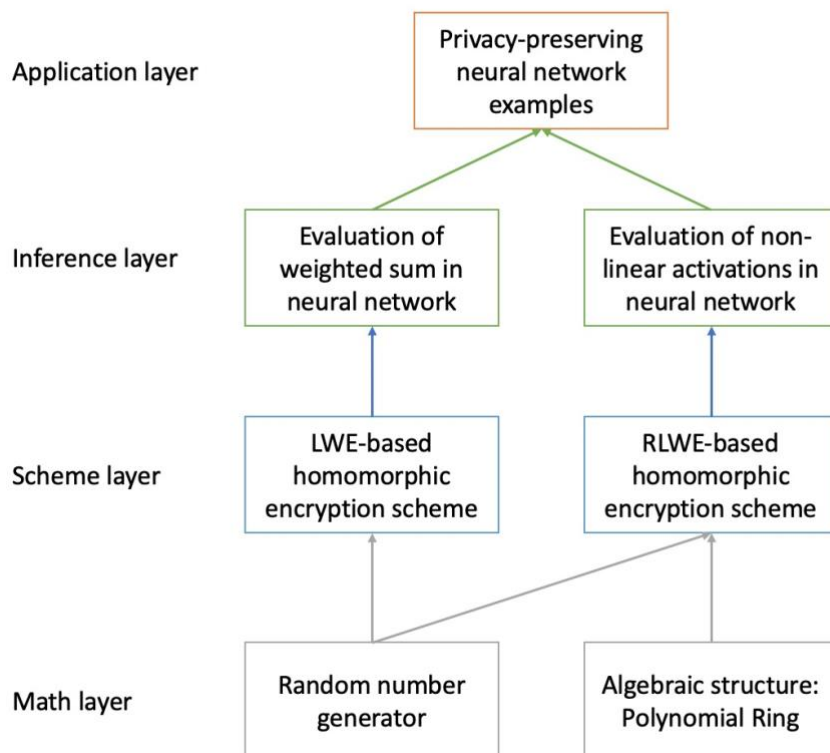 Application layer
Privacy-preserving
neural network
examples
Inference layer
Evaluation of
weighted sum in
neural network
Evaluation of non-
linear activations in
neural network
Scheme layer
LWE-based
homomorphic
encryption scheme
RLWE-based
homomorphic
encryption scheme
Math layer
Random number
generator
Algebraic structure:
Polynomial Ring